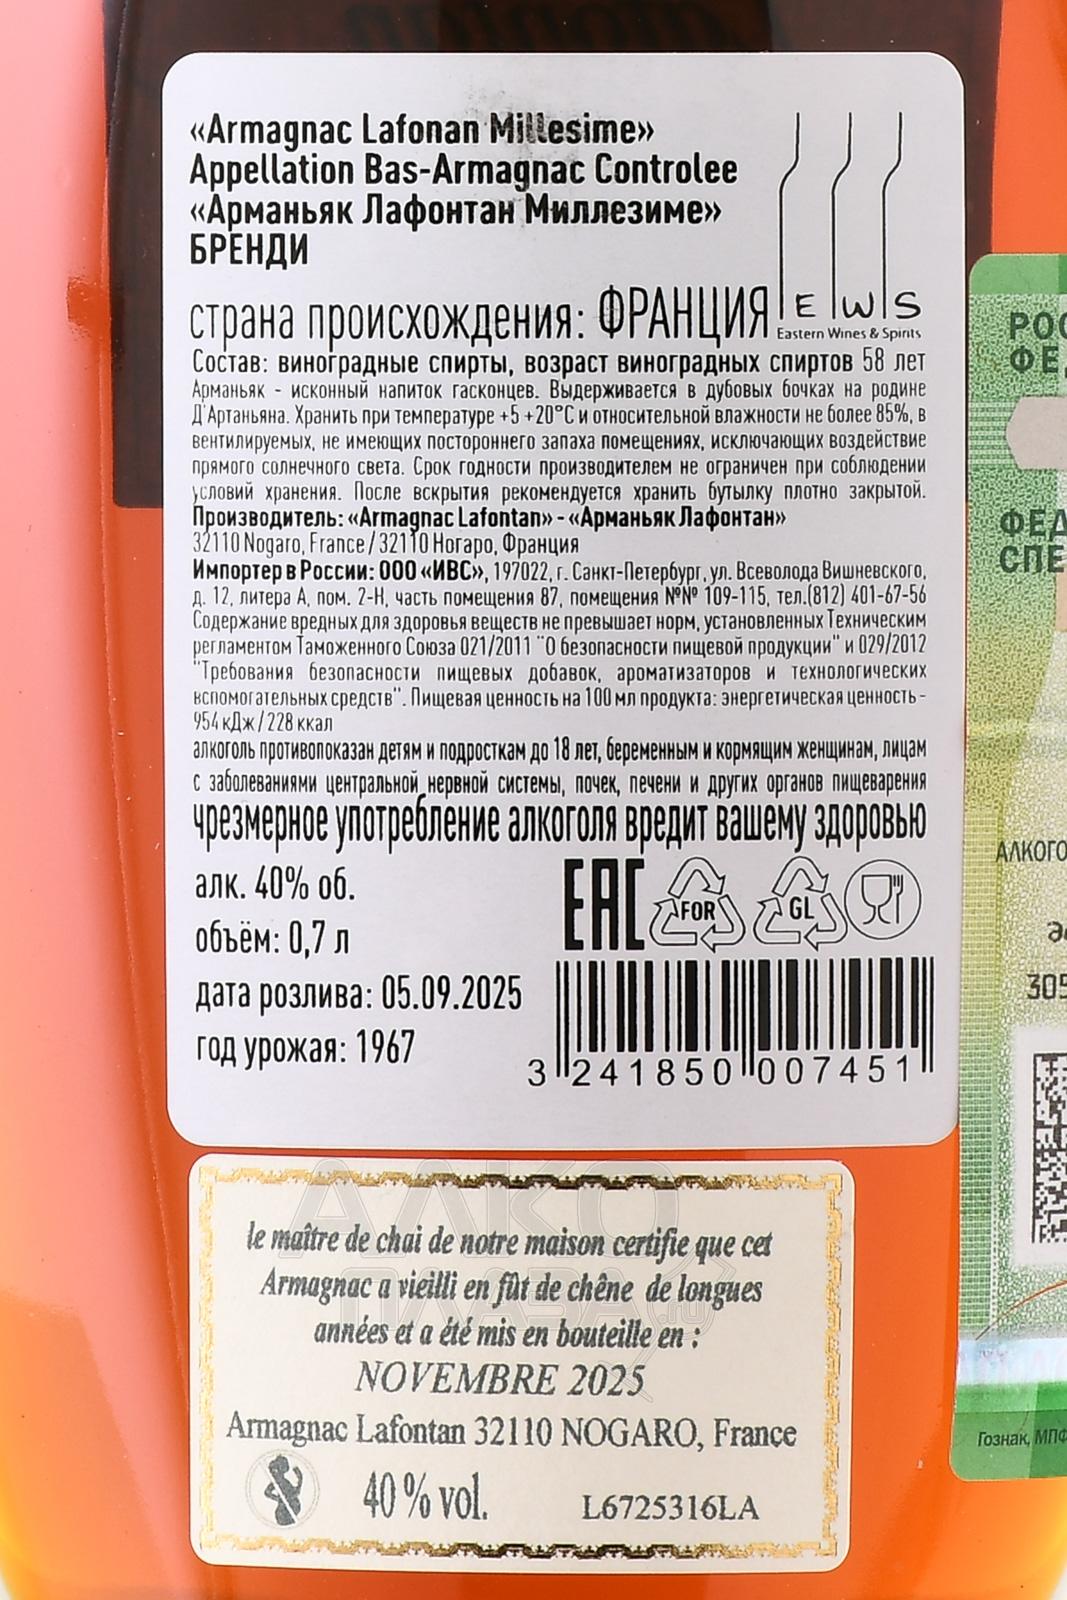 «Armagnac Lafonan Millesime»
Appellation Bas-Armagnac Controlee
«Арманьяк Лафонтан Миллезиме»
БРЕНДИ
страна происхождения: ФРАНЦИЯ
E W S
Eastern Wines & Spirits
Состав: виноградные спирты, возраст виноградных спиртов 58 лет
Арманьяк - исконный напиток гасконцев. Выдерживается в дубовых бочках на родине
Д'Артаньяна. Хранить при температуре +5 +20°C и относительной влажности не более 85%, в
вентилируемых, не имеющих постороннего запаха помещениях, исключающих воздействие
прямого солнечного света. Срок годности производителем не ограничен при соблюдении
условий хранения. После вскрытия рекомендуется хранить бутылку плотно закрытой.
Производитель: «Armagnac Lafontan» - «Арманьяк Лафонтан»
32110 Nogaro, France / 32110 Ногаро, Франция
Импортер в России: ООО «ИВС», 197022, г. Санкт-Петербург, ул. Всеволода Вишневского,
д. 12, литера А, пом. 2-Н, часть помещения 87, помещения №№ 109-115, тел.(812) 401-67-56
Содержание вредных для здоровья веществ не превышает норм, установленных Техническим
регламентом Таможенного Союза 021/2011 "О безопасности пищевой продукции" и 029/2012
"Требования безопасности пищевых добавок, ароматизаторов и технологических
вспомогательных средств". Пищевая ценность на 100 мл продукта: энергетическая ценность -
954 кДж / 228 ккал
алкоголь противопоказан детям и подросткам до 18 лет, беременным и кормящим женщинам, лицам
с заболеваниями центральной нервной системы, почек, печени и других органов пищеварения
чрезмерное употребление алкоголя вредит вашему здоровью
алк. 40% об.
EAC FOR GL
объём: 0,7 л
дата розлива: 05.09.2025
год урожая: 1967
3 241850 007451
le maître de chai de notre maison certifie que cet
Armagnac a vieilli en fût de chêne de longues
années et a été mis en bouteille en :
NOVEMBRE 2025
Armagnac Lafontan 32110 NOGARO, France
40 % vol.
L6725316LA
РОС
ФЕД
ФЕД
СПЕ
АЛКОГО
305
Гознак, МПФ
АЛКО
ПЛАЗА.ru